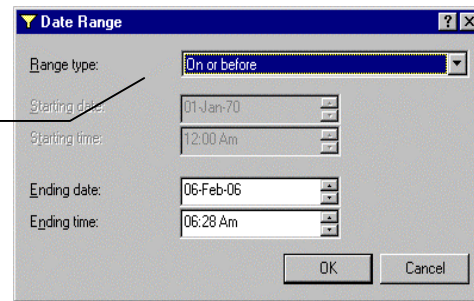 Date Range
Range type: On or before
Starting date: 01-Jan-70
Starting time: 12:00 Am
Ending date: 06-Feb-06
Ending time: 06:28 Am
OK Cancel